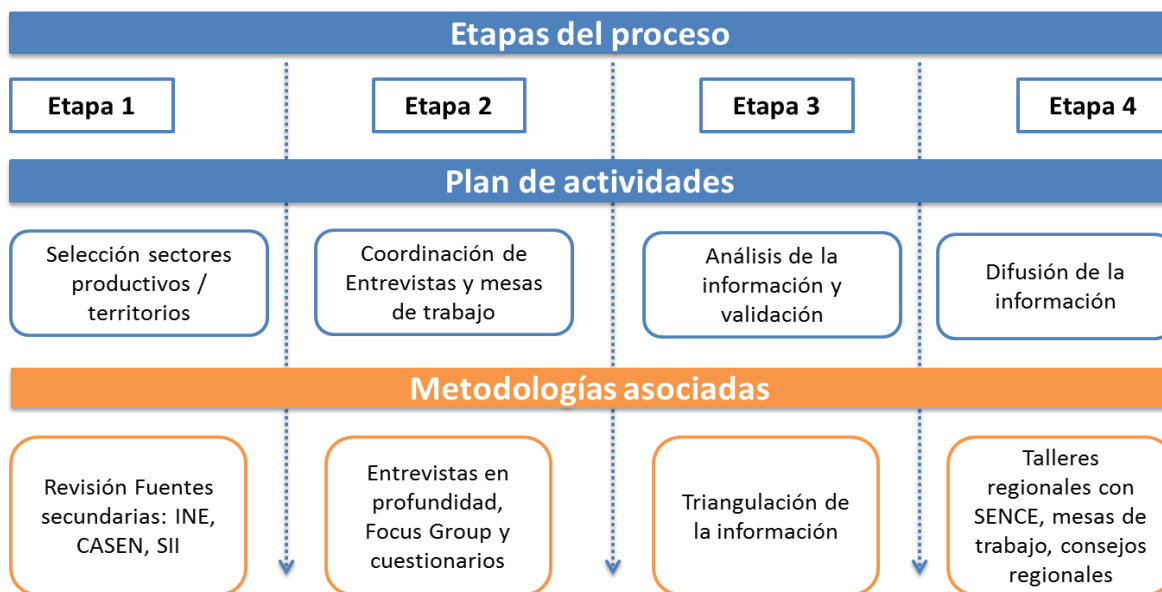 Etapas del proceso
Etapa 1
Etapa 2
Etapa 3
Etapa 4
Plan de actividades
Selección sectores
productivos /
territorios
Coordinación de
Entrevistas y mesas
de trabajo
Análisis de la
información y
validación
Difusión de la
información
Metodologías asociadas
Revisión Fuentes
secundarias: INE,
CASEN, SII
Entrevistas en
profundidad,
Focus Group y
cuestionarios
Triangulación de
la información
Talleres
regionales con
SENCE, mesas de
trabajo, consejos
regionales